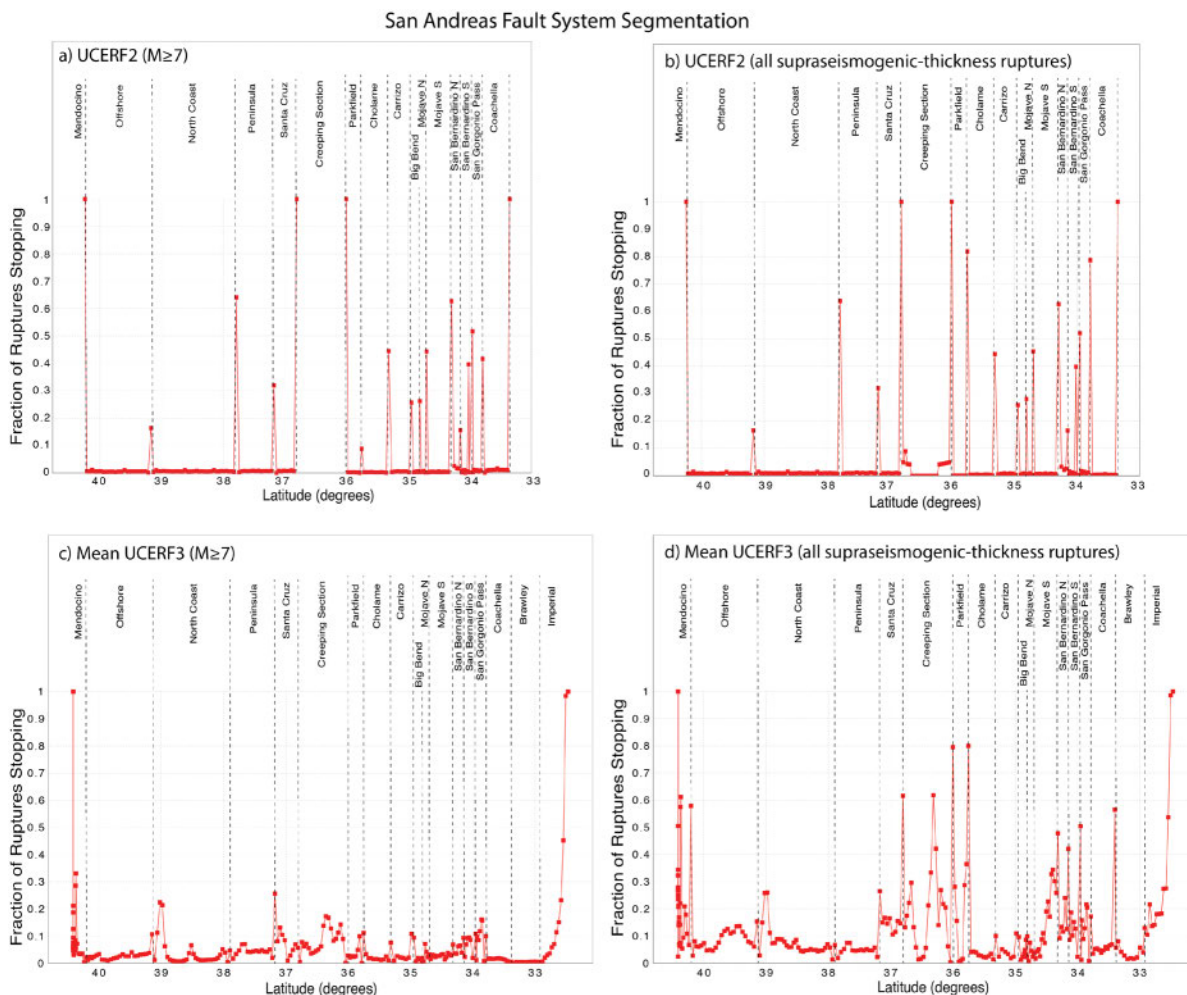 San Andreas Fault System Segmentation
a) UCERF2 (M≥7)
Mendocino
Offshore
North Coast
Peninsula
Santa Cruz
Creeping Section
Parkfield
Cholame
Carrizo
Big Bend
Mojave N
Mojave S
San Bernardino N
San Bernardino S
San Gorgonio Pass
Coachella
Fraction of Ruptures Stopping
1
0.9
0.8
0.7
0.6
0.5
0.4
0.3
0.2
0.1
0
40 39 38 37 36 35 34 33
Latitude (degrees)
b) UCERF2 (all supraseismogenic-thickness ruptures)
Mendocino
Offshore
North Coast
Peninsula
Santa Cruz
Creeping Section
Parkfield
Cholame
Carrizo
Big Bend
Mojave N
Mojave S
San Bernardino N
San Bernardino S
San Gorgonio Pass
Coachella
Fraction of Ruptures Stopping
1
0.9
0.8
0.7
0.6
0.5
0.4
0.3
0.2
0.1
0
40 39 38 37 36 35 34 33
Latitude (degrees)
c) Mean UCERF3 (M≥7)
Mendocino
Offshore
North Coast
Peninsula
Santa Cruz
Creeping Section
Parkfield
Cholame
Carrizo
Big Bend
Mojave N
Mojave S
San Bernardino N
San Bernardino S
San Gorgonio Pass
Coachella
Brawley
Imperial
Fraction of Ruptures Stopping
1
0.9
0.8
0.7
0.6
0.5
0.4
0.3
0.2
0.1
0
40 39 38 37 36 35 34 33
Latitude (degrees)
d) Mean UCERF3 (all supraseismogenic-thickness ruptures)
Mendocino
Offshore
North Coast
Peninsula
Santa Cruz
Creeping Section
Parkfield
Cholame
Carrizo
Big Bend
Mojave N
Mojave S
San Bernardino N
San Bernardino S
San Gorgonio Pass
Coachella
Brawley
Imperial
Fraction of Ruptures Stopping
1
0.9
0.8
0.7
0.6
0.5
0.4
0.3
0.2
0.1
0
40 39 38 37 36 35 34 33
Latitude (degrees)